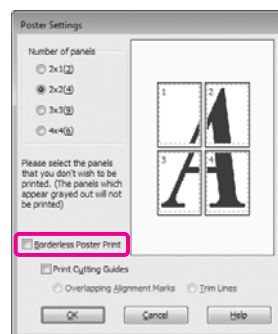 Poster Settings
Number of panels
2x1(2)
2x2(4)
3x3(9)
4x4(6)
1 2
3 4
A
Please select the panels
that you don't wish to be
printed. (The panels which
appear grayed out will not
be printed)
Borderless Poster Print
Print Cutting Guides
Overlapping Alignment Marks Trim Lines
OK Cancel Help